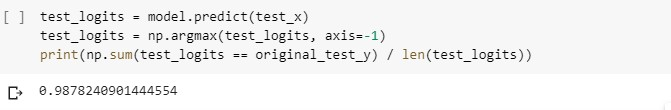 [ ] test_logits = model.predict(test_x)
test_logits = np.argmax(test_logits, axis=-1)
print(np.sum(test_logits == original_test_y) / len(test_logits))
0.9878240901444554